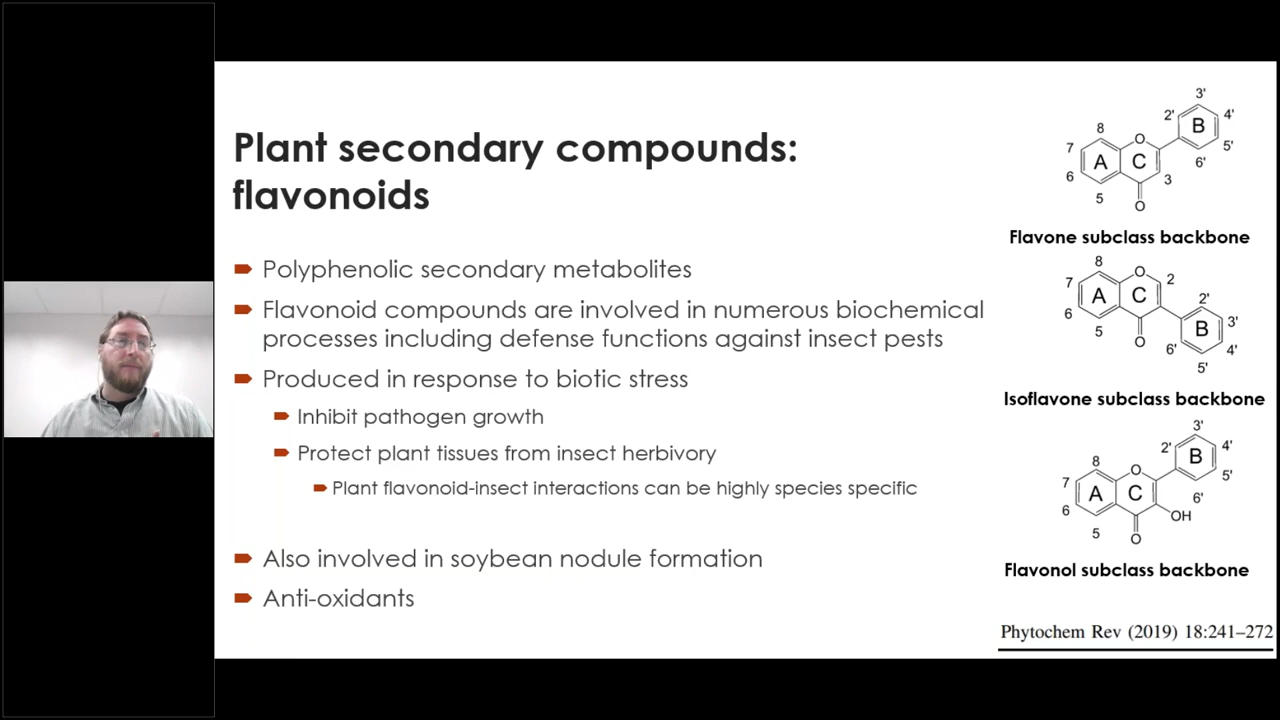 Plant secondary compounds:
flavonoids
Polyphenolic secondary metabolites
Flavonoid compounds are involved in numerous biochemical
processes including defense functions against insect pests
Produced in response to biotic stress
Inhibit pathogen growth
Protect plant tissues from insect herbivory
Plant flavonoid-insect interactions can be highly species specific
Also involved in soybean nodule formation
Anti-oxidants
3'
2' 4'
8 O B
7 5'
A C 6'
6 3
5 O
Flavone subclass backbone
8 O
7 2
A C 2'
6 3'
5 B
O 6' 4'
5'
Isoflavone subclass backbone
3'
2' 4'
8 O B
7 5'
A C 6'
6 OH
5 O
Flavonol subclass backbone
Phytochem Rev (2019) 18:241–272